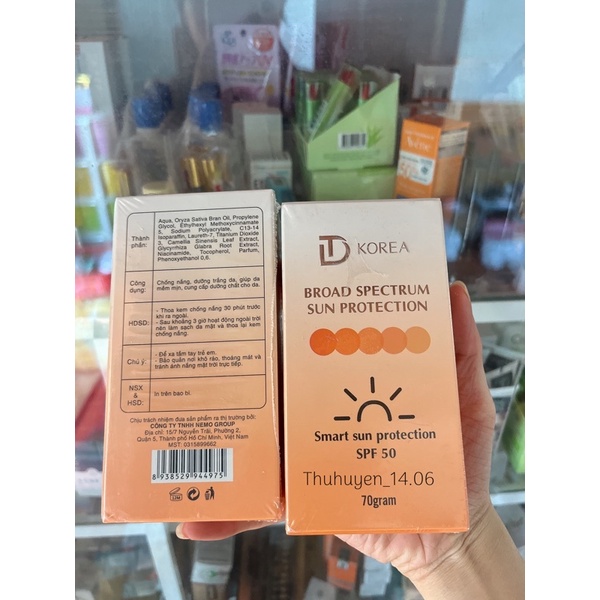 Thành phần:
Aqua, Oryza Sativa Bran Oil, Propylene
Glycol, Ethylhexyl Methoxycinnamate
5, Sodium Polyacrylate, C13-14
Isoparaffin, Laureth-7, Titanium Dioxide
3, Camellia Sinensis Leaf Extract,
Glycyrrhiza Glabra Root Extract,
Niacinamide, Tocopherol, Parfum,
Phenoxyethanol 0,6.
Công dụng:
Chống nắng, dưỡng trắng da, giúp da
mềm mịn, cung cấp dưỡng chất cho da.
HDSD:
- Thoa kem chống nắng 30 phút trước
khi ra ngoài.
- Sau khoảng 3 giờ hoạt động ngoài trời
nên làm sạch da mặt và thoa lại kem
chống nắng.
Chú ý:
- Để xa tầm tay trẻ em.
- Bảo quản nơi khô ráo, thoáng mát và
tránh ánh nắng mặt trời trực tiếp.
NSX
&
HSD:
In trên bao bì.
Chịu trách nhiệm đưa sản phẩm ra thị trường bởi:
CÔNG TY TNHH NEMO GROUP
Địa chỉ: 15/7 Nguyễn Trãi, Phường 2,
Quận 5, Thành phố Hồ Chí Minh, Việt Nam
MST: 0315899662
8 938529 944975
12M
TD KOREA
BROAD SPECTRUM
SUN PROTECTION
Smart sun protection
SPF 50
Thuhuyen_14.06
70gram
Avène
50